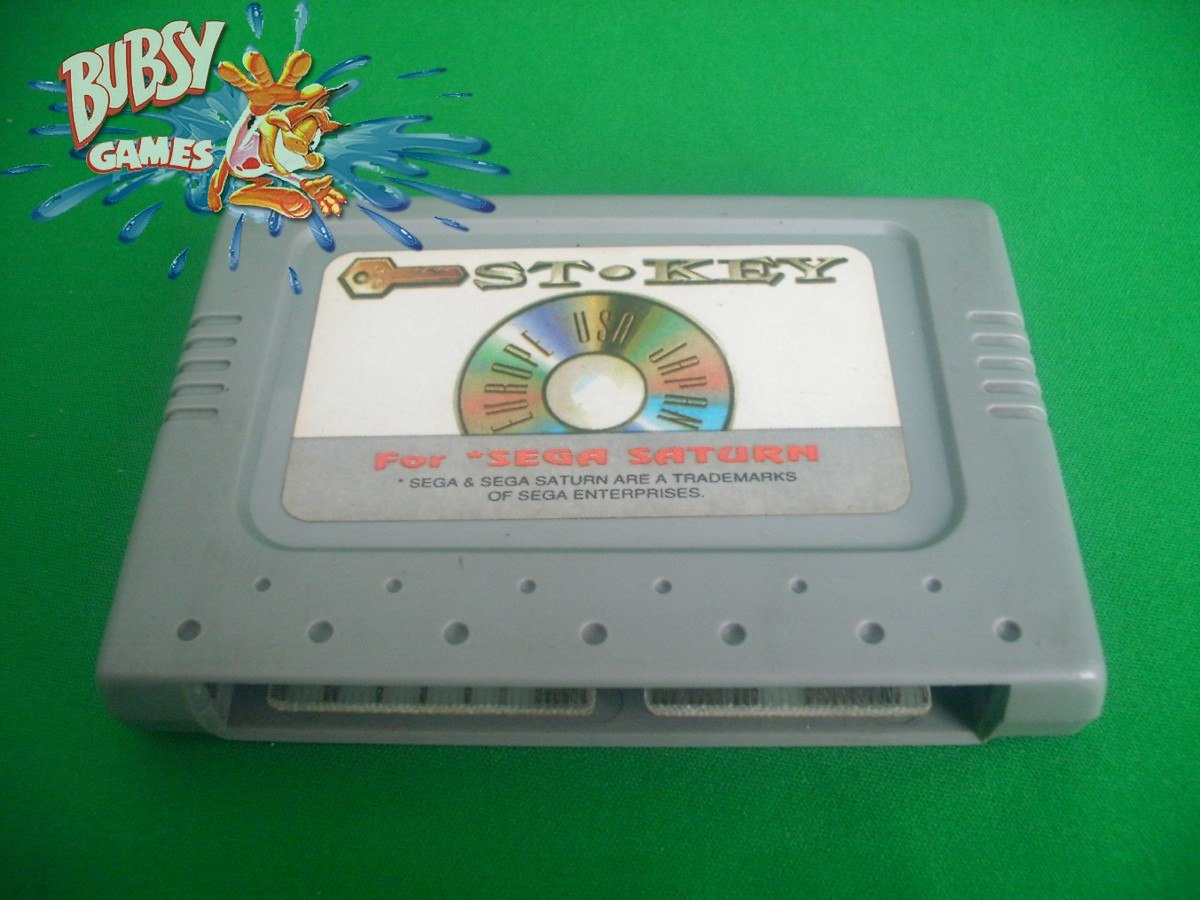 BUBSY
GAMES
ST•KEY
EUROPE USA JAPAN
For *SEGA SATURN
* SEGA & SEGA SATURN ARE A TRADEMARKS
OF SEGA ENTERPRISES.